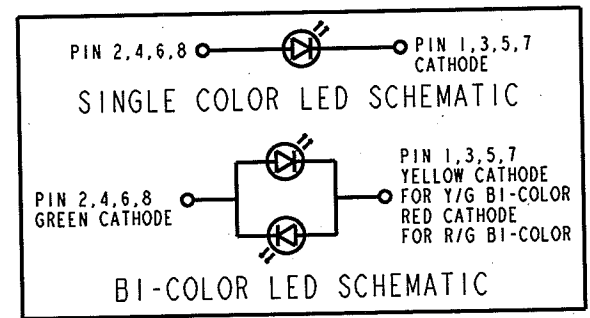 PIN 2,4,6,8
PIN 1,3,5,7
CATHODE
SINGLE COLOR LED SCHEMATIC
PIN 2,4,6,8
GREEN CATHODE
PIN 1,3,5,7
YELLOW CATHODE
FOR Y/G BI-COLOR
RED CATHODE
FOR R/G BI-COLOR
BI-COLOR LED SCHEMATIC